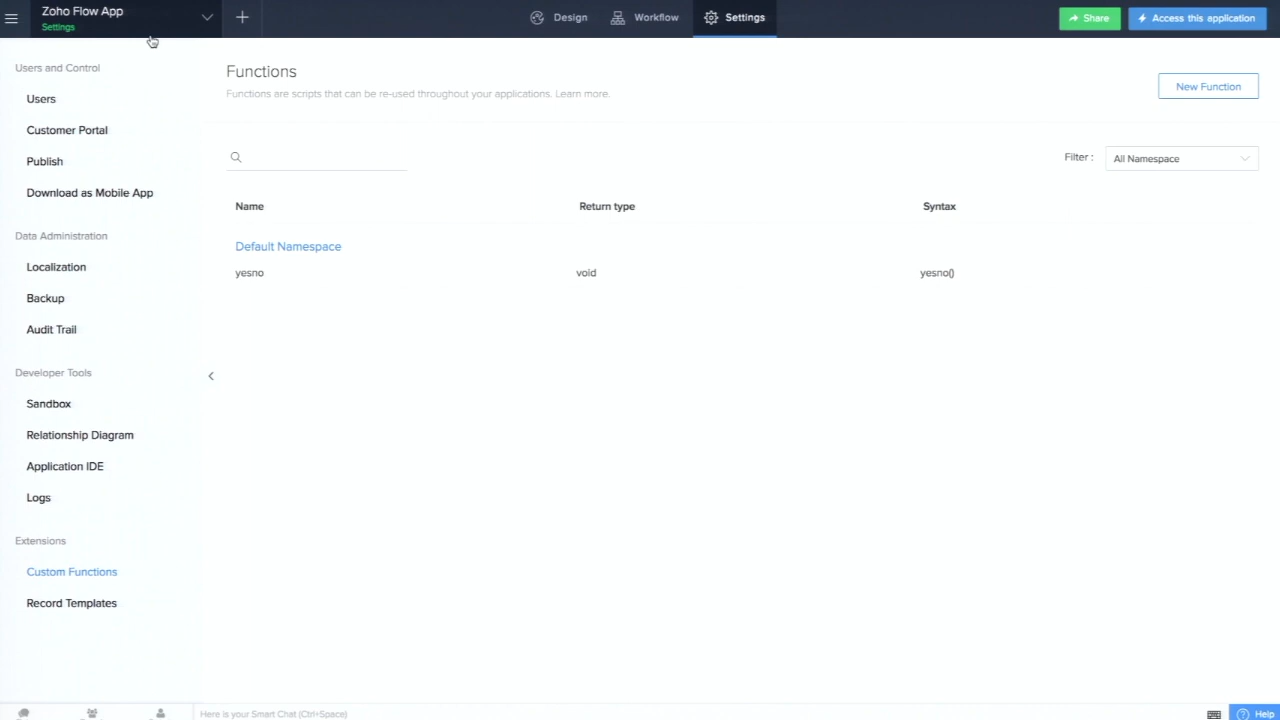 Zoho Flow App
Settings
Design
Workflow
Settings
Share
Access this application
Users and Control
Users
Customer Portal
Publish
Download as Mobile App
Data Administration
Localization
Backup
Audit Trail
Developer Tools
Sandbox
Relationship Diagram
Application IDE
Logs
Extensions
Custom Functions
Record Templates
Functions
Functions are scripts that can be re-used throughout your applications. Learn more.
New Function
Filter :
All Namespace
Name Return type Syntax
Default Namespace
yesno void yesno()
Here is your Smart Chat (Ctrl+Space)
Help